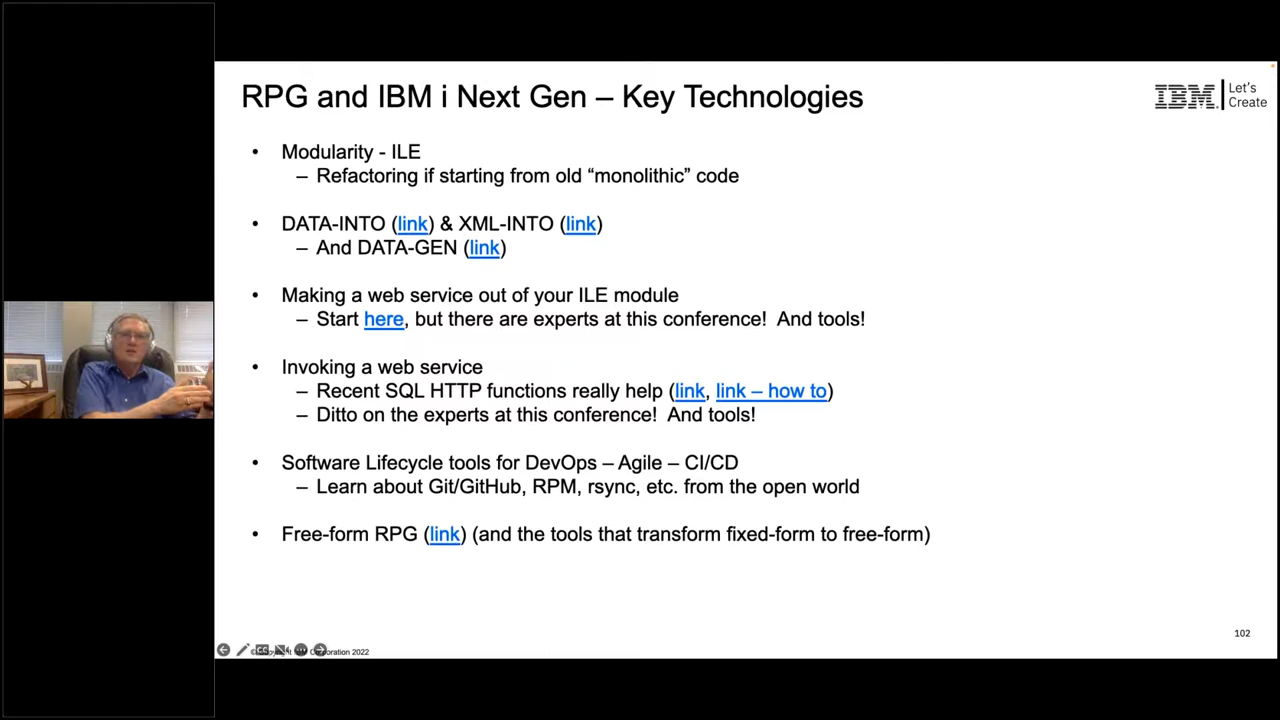 RPG and IBM i Next Gen – Key Technologies
IBM Let's Create
• Modularity - ILE
– Refactoring if starting from old “monolithic” code
• DATA-INTO (link) & XML-INTO (link)
– And DATA-GEN (link)
• Making a web service out of your ILE module
– Start here, but there are experts at this conference!  And tools!
• Invoking a web service
– Recent SQL HTTP functions really help (link, link – how to)
– Ditto on the experts at this conference!  And tools!
• Software Lifecycle tools for DevOps – Agile – CI/CD
– Learn about Git/GitHub, RPM, rsync, etc. from the open world
• Free-form RPG (link) (and the tools that transform fixed-form to free-form)
102
Corporation 2022